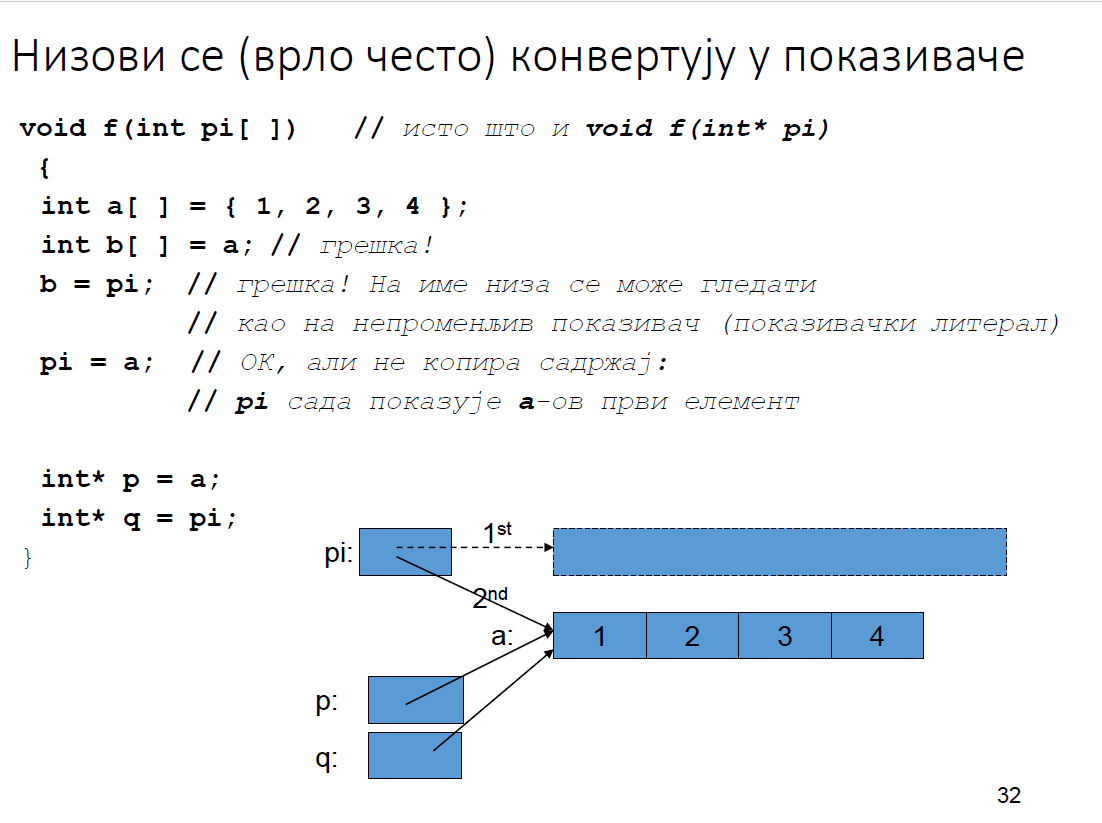 Низови се (врло често) конвертују у показиваче
void f(int pi[ ]) // исто што и void f(int* pi)
{
int a[ ] = { 1, 2, 3, 4 };
int b[ ] = a; // грешка!
b = pi; // грешка! На име низа се може гледати
// као на непроменљив показивач (показивачки литерал)
pi = a; // ОК, али не копира садржај:
// pi сада показује a-ов први елемент
int* p = a;
int* q = pi;
}
1st
pi:
2nd
a: 1 2 3 4
p:
q:
32